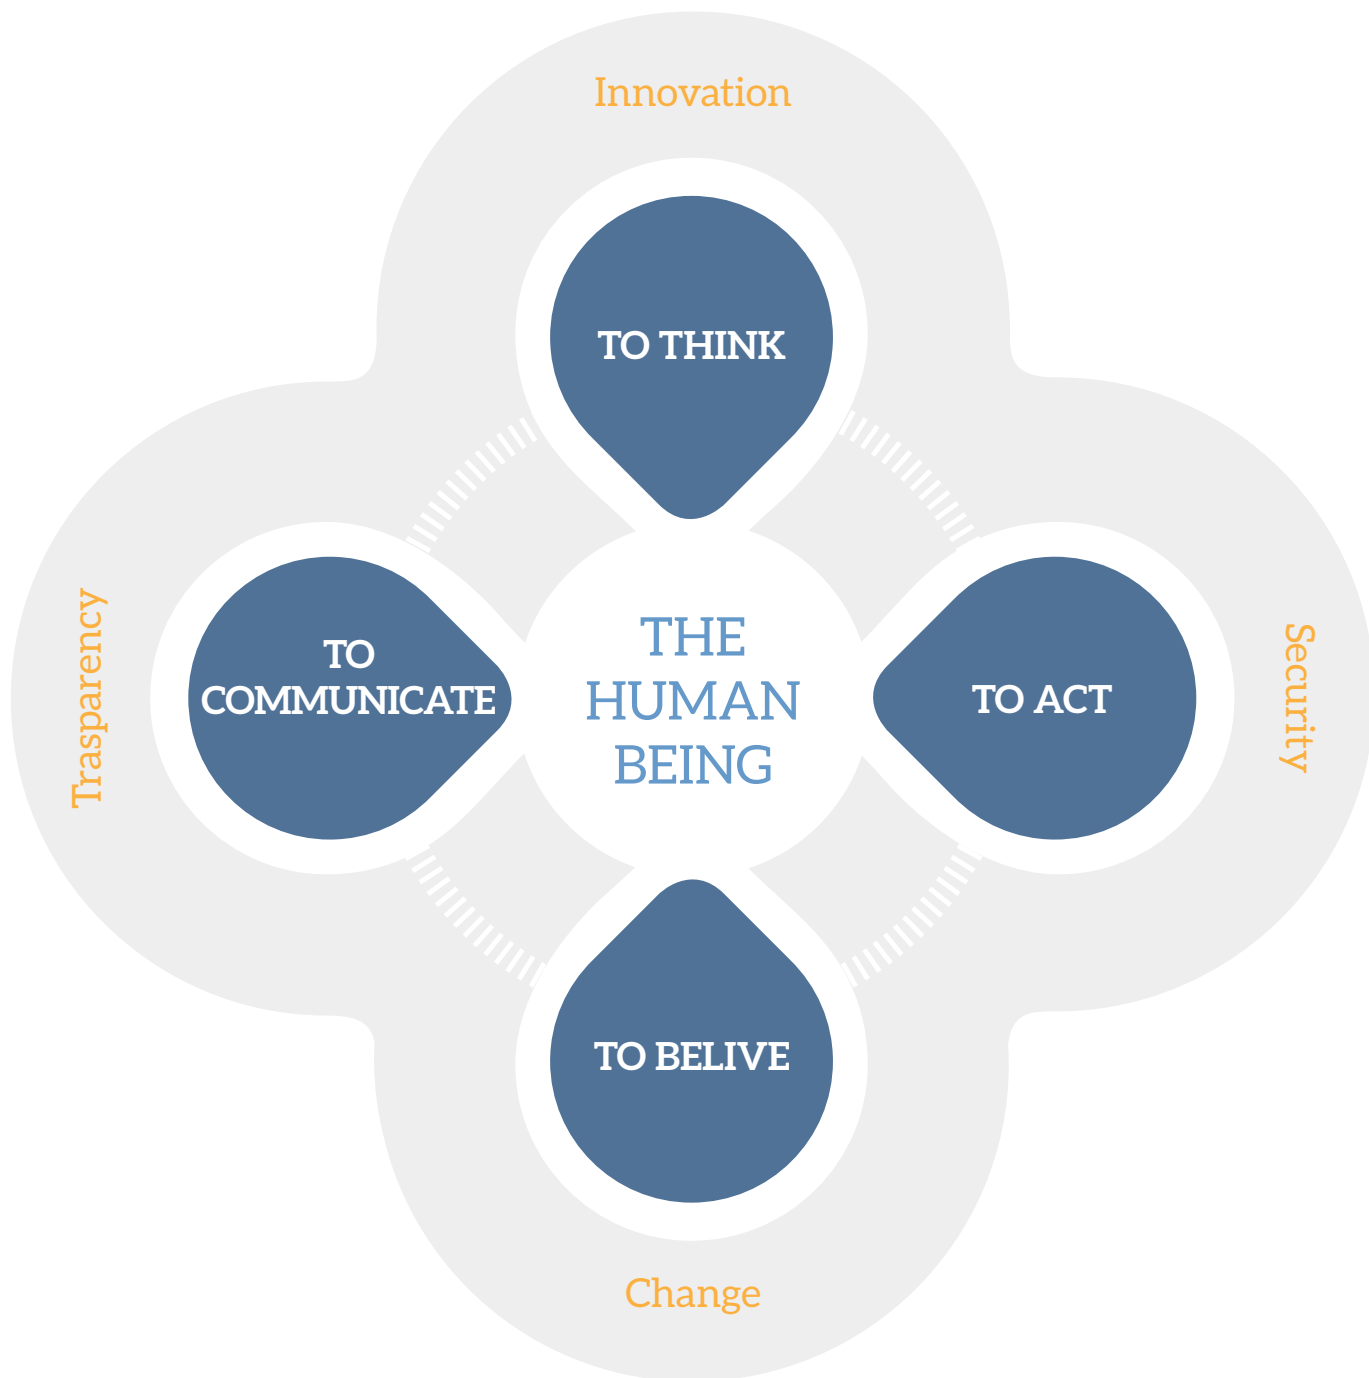 Innovation
TO THINK
Trasparency
TO
COMMUNICATE
THE
HUMAN
BEING
TO ACT
Security
TO BELIVE
Change